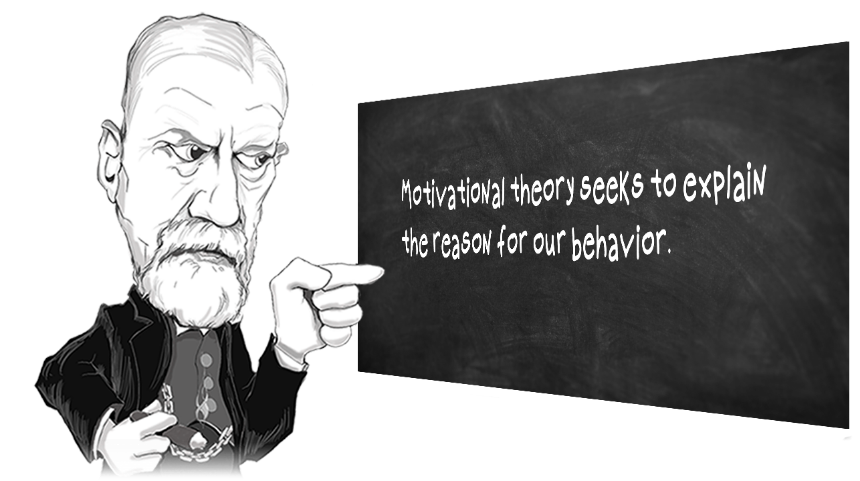 Motivational theory seeks to explain
the reason for our behavior.